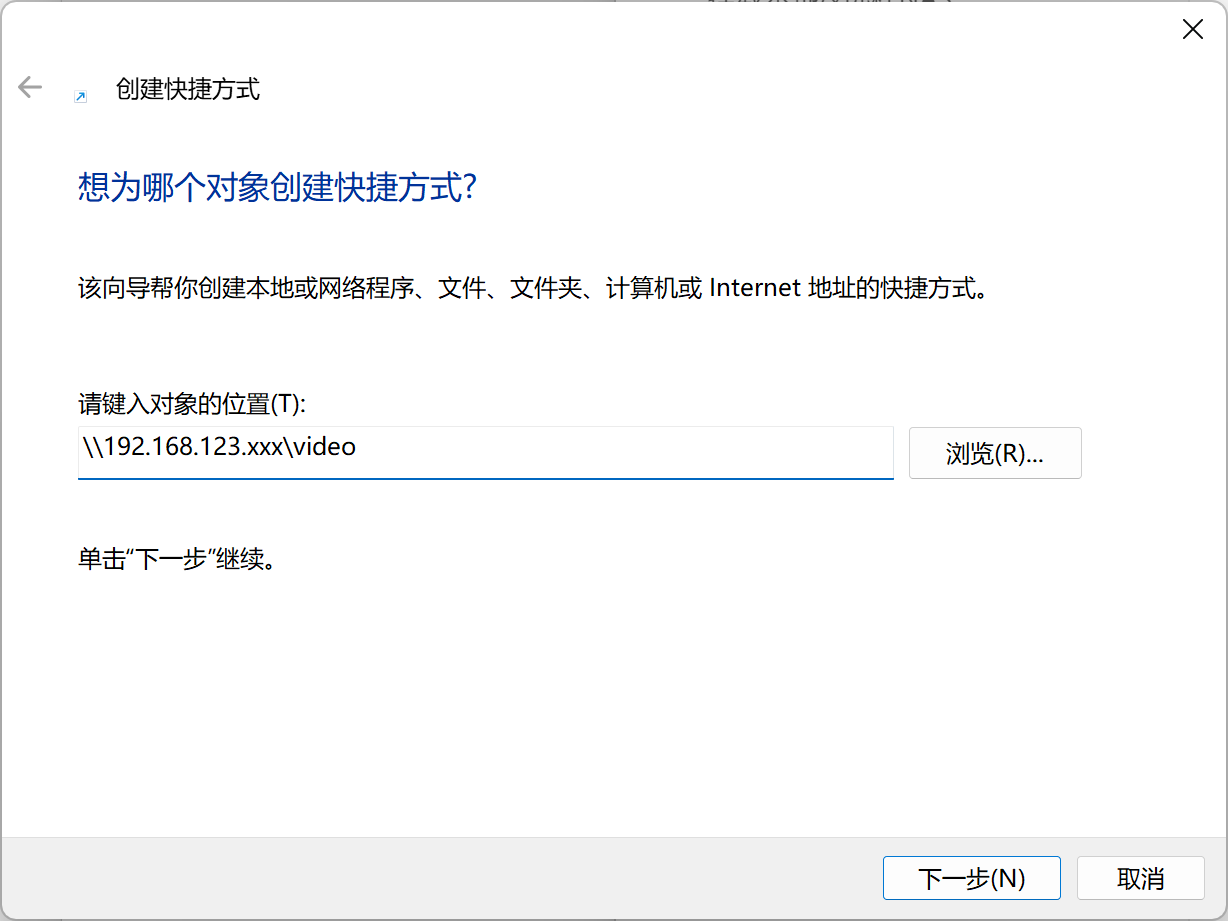 创建快捷方式
想为哪个对象创建快捷方式?
该向导帮你创建本地或网络程序、文件、文件夹、计算机或 Internet 地址的快捷方式。
请键入对象的位置(T):
\\192.168.123.xxx\video
浏览(R)...
单击“下一步”继续。
下一步(N)
取消